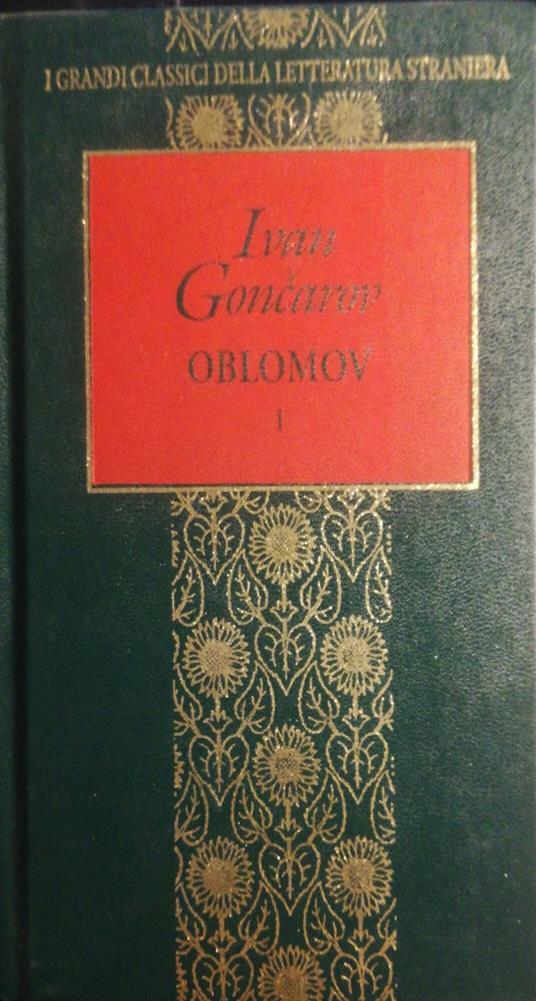 I GRANDI CLASSICI DELLA LETTERATURA STRANIERA
Ivan
Gončarov
OBLOMOV
I